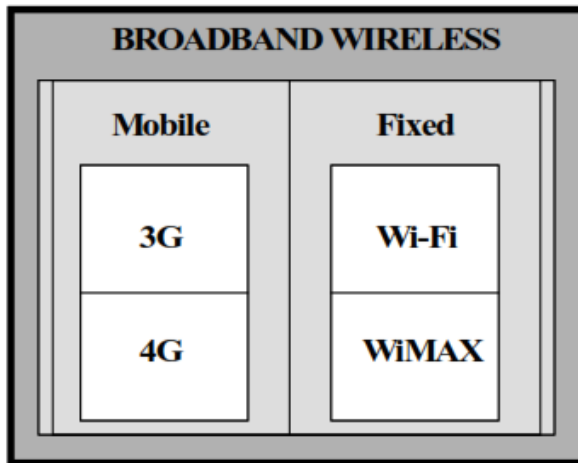 BROADBAND WIRELESS
Mobile
Fixed
3G
Wi-Fi
4G
WiMAX